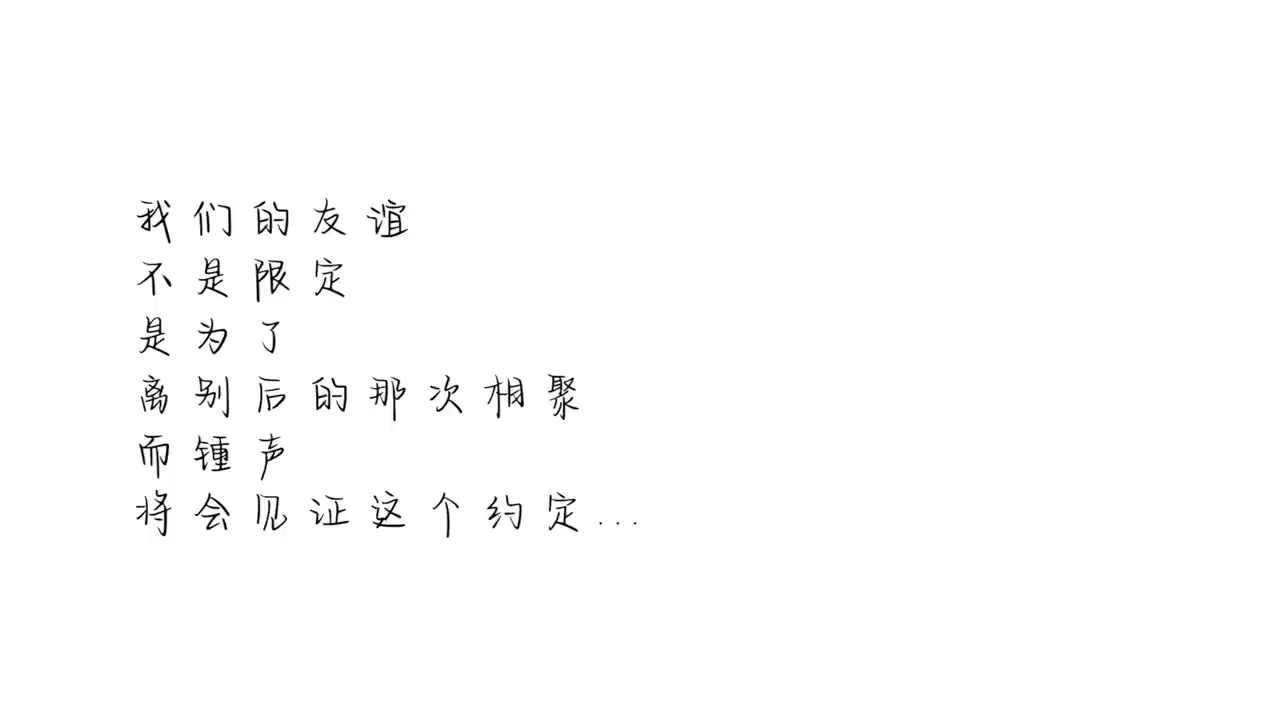 我们的友谊
不是限定
是为了
离别后的那次相聚
而锺声
将会见证这个约定...